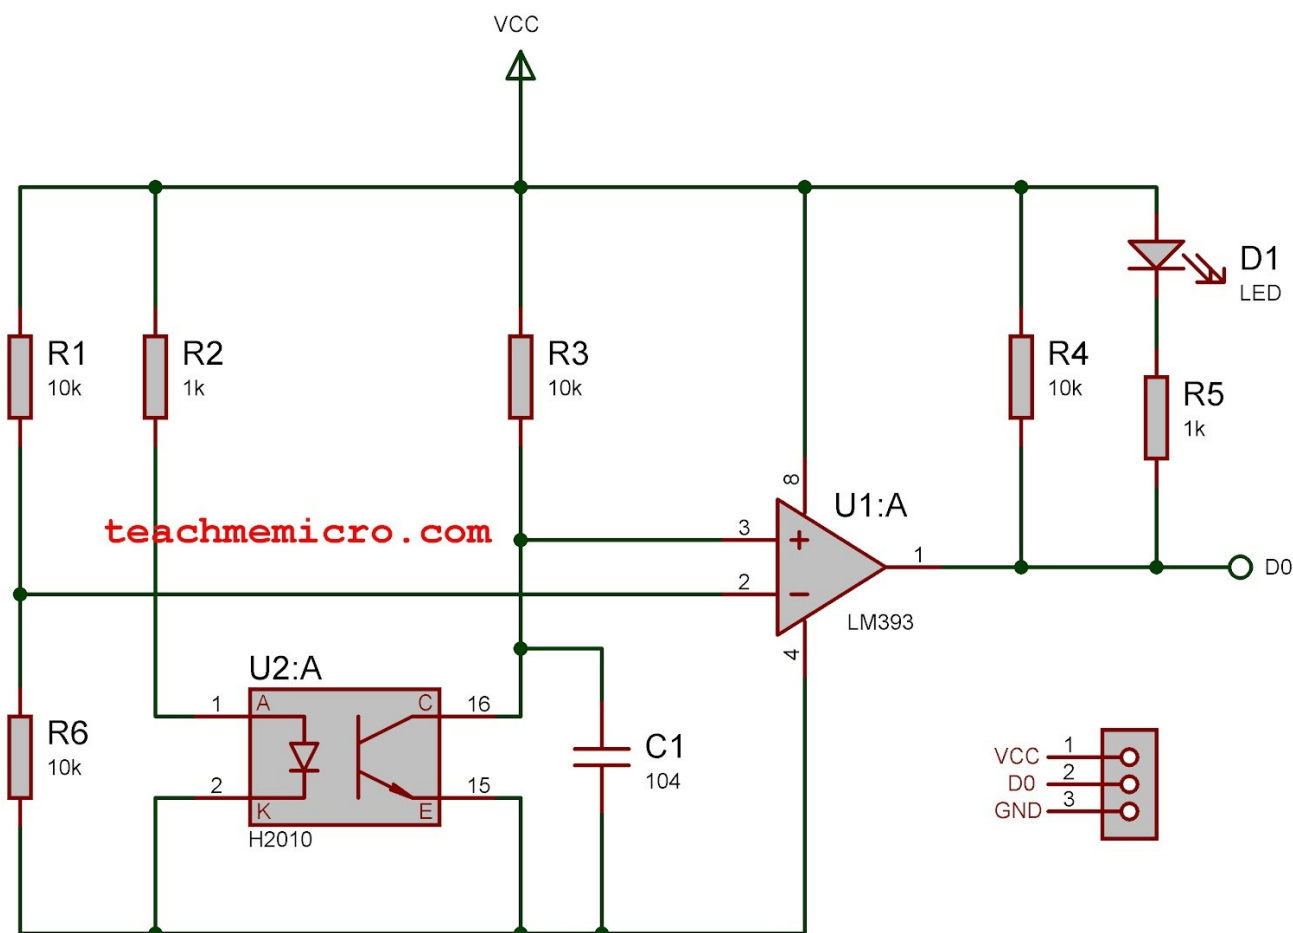 VCC
R1
10k
R2
1k
R3
10k
R4
10k
D1
LED
R5
1k
teachmemicro.com
8
3
+
2
−
1
4
U1:A
LM393
D0
U2:A
1
A
C
16
2
K
E
15
H2010
R6
10k
C1
104
VCC
1
D0
2
GND
3